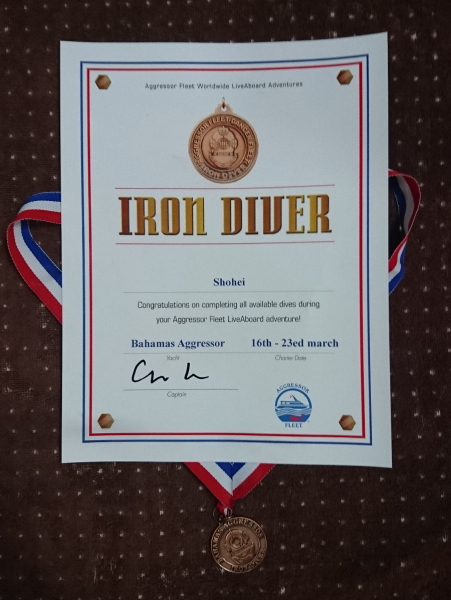 Aggressor Fleet Worldwide LiveAboard Adventures
IRON DIVER
Shohei
Congratulations on completing all available dives during
your Aggressor Fleet LiveAboard adventure!
Bahamas Aggressor 16th - 23ed march
Yacht Charter Date
Captain
AGGRESSOR
FLEET
AGGRESSOR